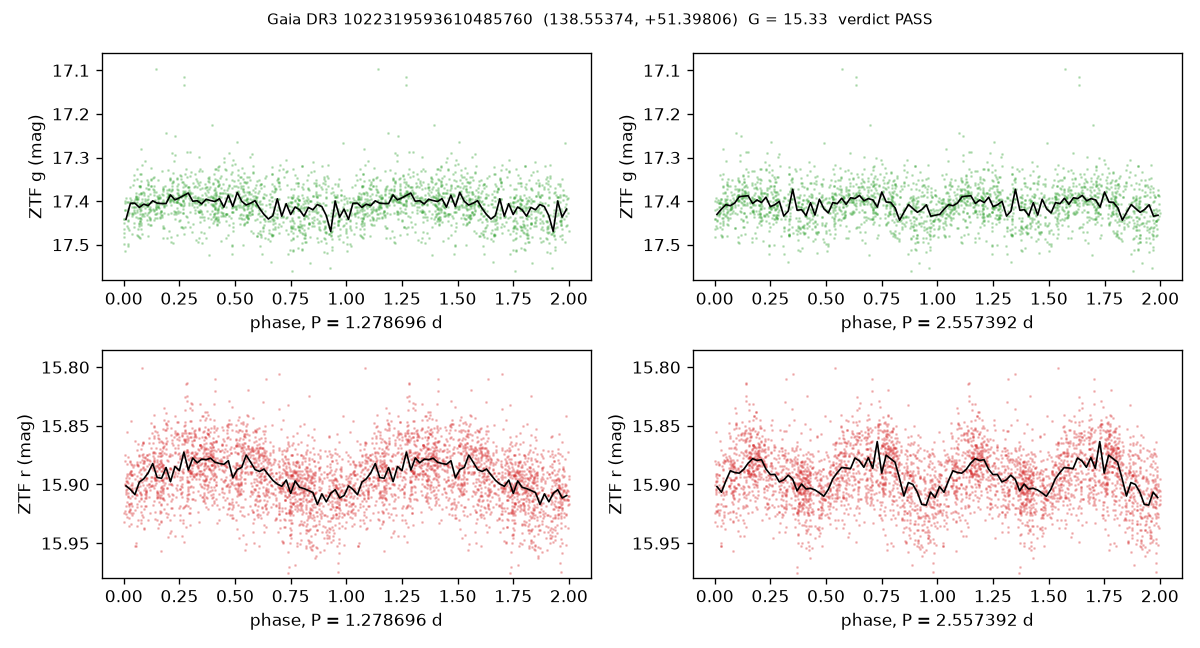 Gaia DR3 1022319593610485760 (138.55374, +51.39806) G = 15.33 verdict PASS
ZTF g (mag)
17.1
17.2
17.3
17.4
17.5
0.00 0.25 0.50 0.75 1.00 1.25 1.50 1.75 2.00
phase, P = 1.278696 d
ZTF g (mag)
17.1
17.2
17.3
17.4
17.5
0.00 0.25 0.50 0.75 1.00 1.25 1.50 1.75 2.00
phase, P = 2.557392 d
ZTF r (mag)
15.80
15.85
15.90
15.95
0.00 0.25 0.50 0.75 1.00 1.25 1.50 1.75 2.00
phase, P = 1.278696 d
ZTF r (mag)
15.80
15.85
15.90
15.95
0.00 0.25 0.50 0.75 1.00 1.25 1.50 1.75 2.00
phase, P = 2.557392 d